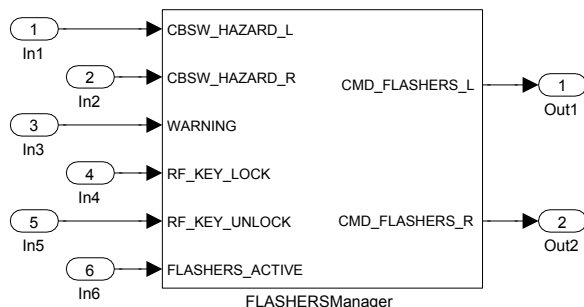 1
In1
CBSW_HAZARD_L
2
In2
CBSW_HAZARD_R
3
In3
WARNING
4
In4
RF_KEY_LOCK
5
In5
RF_KEY_UNLOCK
6
In6
FLASHERS_ACTIVE
CMD_FLASHERS_L
1
Out1
CMD_FLASHERS_R
2
Out2
FLASHERSManager